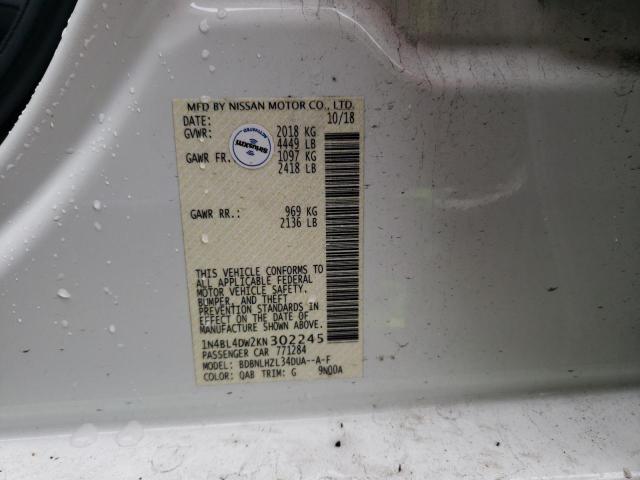 MFD BY NISSAN MOTOR CO., LTD.
DATE: 10/18
GVWR: 2018 KG
4449 LB
GAWR FR: 1097 KG
2418 LB
siriusxm
ACTIVATED
GAWR RR.: 969 KG
2136 LB
THIS VEHICLE CONFORMS TO
ALL APPLICABLE FEDERAL
MOTOR VEHICLE SAFETY,
BUMPER, AND THEFT
PREVENTION STANDARDS IN
EFFECT ON THE DATE OF
MANUFACTURE SHOWN ABOVE.
1N4BL4DW2KN302245
PASSENGER CAR 771284
MODEL: BDBNLHZL34DUA--A-F
COLOR: QAB TRIM: G 9N00A